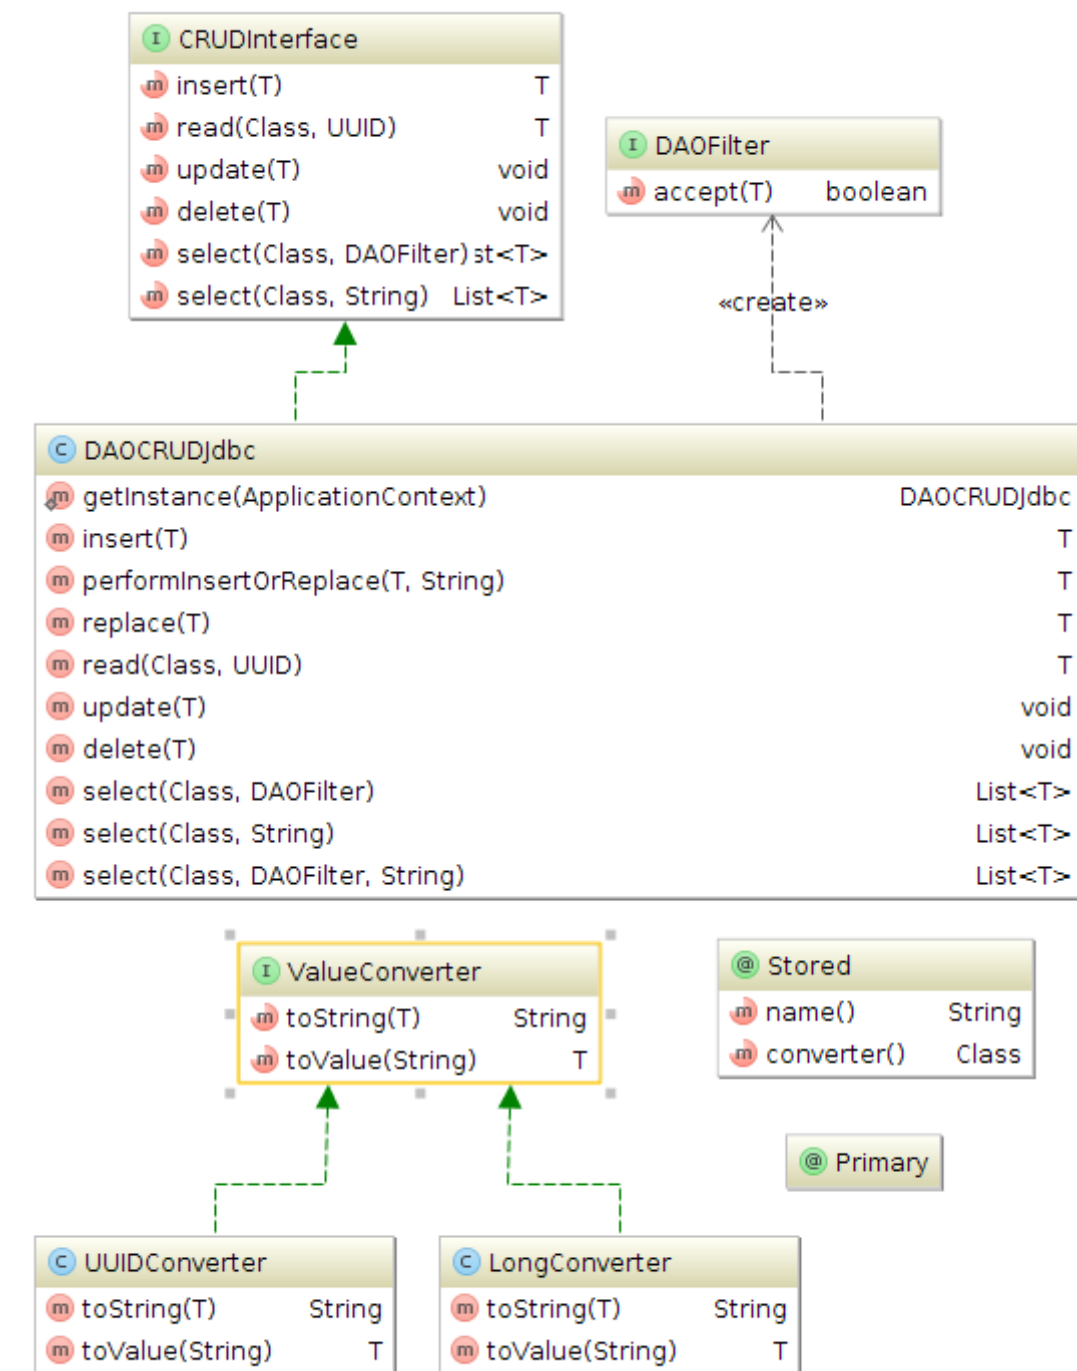 CRUDInterface
insert(T) T
read(Class, UUID) T
update(T) void
delete(T) void
select(Class, DAOFilter) st<T>
select(Class, String) List<T>
DAOFilter
accept(T) boolean
«create»
DAOCRUDJdbc
getInstance(ApplicationContext) DAOCRUDJdbc
insert(T) T
performInsertOrReplace(T, String) T
replace(T) T
read(Class, UUID) T
update(T) void
delete(T) void
select(Class, DAOFilter) List<T>
select(Class, String) List<T>
select(Class, DAOFilter, String) List<T>
ValueConverter
toString(T) String
toValue(String) T
@ Stored
name() String
converter() Class
@ Primary
UUIDConverter
toString(T) String
toValue(String) T
LongConverter
toString(T) String
toValue(String) T